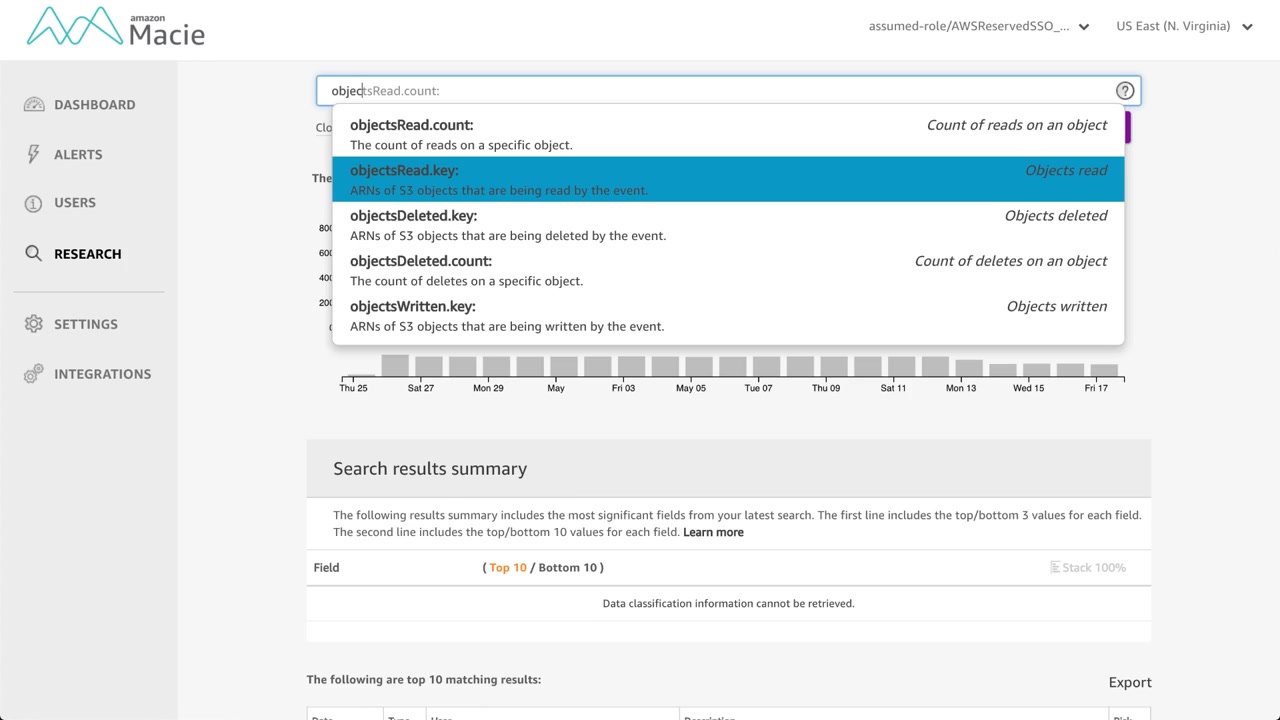 amazon
Macie
assumed-role/AWSReservedSSO_...
US East (N. Virginia)
DASHBOARD
ALERTS
USERS
RESEARCH
SETTINGS
INTEGRATIONS
objectsRead.count:
?
Clo
objectsRead.count:
Count of reads on an object
The count of reads on a specific object.
The
objectsRead.key:
Objects read
ARNs of S3 objects that are being read by the event.
objectsDeleted.key:
Objects deleted
ARNs of S3 objects that are being deleted by the event.
objectsDeleted.count:
Count of deletes on an object
The count of deletes on a specific object.
objectsWritten.key:
Objects written
ARNs of S3 objects that are being written by the event.
Thu 25 Sat 27 Mon 29 May Fri 03 May 05 Tue 07 Thu 09 Sat 11 Mon 13 Wed 15 Fri 17
Search results summary
The following results summary includes the most significant fields from your latest search. The first line includes the top/bottom 3 values for each field.
The second line includes the top/bottom 10 values for each field. Learn more
Field
( Top 10 / Bottom 10 )
Stack 100%
Data classification information cannot be retrieved.
The following are top 10 matching results:
Export